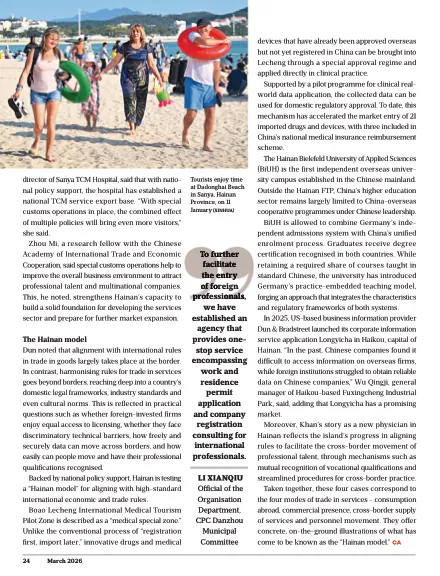 director of Sanya TCM Hospital, said that with natio-
nal policy support, the hospital has established a
national TCM service export base. "With special
customs operations in place, the combined effect
of multiple policies will bring even more visitors,"
she said.
Zhou Mi, a research fellow with the Chinese
Academy of International Trade and Economic
Cooperation, said special customs operations help to
improve the overall business environment to attract
professional talent and multinational companies.
This, he noted, strengthens Hainan's capacity to
build a solid foundation for developing the services
sector and prepare for further market expansion.
The Hainan model
Dun noted that alignment with international rules
in trade in goods largely takes place at the border.
In contrast, harmonising rules for trade in services
goes beyond borders, reaching deep into a country's
domestic legal frameworks, industry standards and
even cultural norms. This is reflected in practical
questions such as whether foreign-invested firms
enjoy equal access to licensing, whether they face
discriminatory technical barriers, how freely and
securely data can move across borders, and how
easily can people move and have their professional
qualifications recognised.
Backed by national policy support, Hainan is testing
a "Hainan model" for aligning with high-standard
international economic and trade rules.
Boao Lecheng International Medical Tourism
Pilot Zone is described as a "medical special zone."
Unlike the conventional process of "registration
first, import later," innovative drugs and medical
Tourists enjoy time
at Dadonghai Beach
in Sanya, Hainan
Province, on 11
January (XINHUA)
To further
facilitate
the entry
of foreign
professionals,
we have
established an
agency that
provides one-
stop service
encompassing
work and
residence
permit
application
and company
registration
consulting for
international
professionals.
LI XIANQIU
Official of the
Organisation
Department,
CPC Danzhou
Municipal
Committee
devices that have already been approved overseas
but not yet registered in China can be brought into
Lecheng through a special approval regime and
applied directly in clinical practice.
Supported by a pilot programme for clinical real-
world data application, the collected data can be
used for domestic regulatory approval. To date, this
mechanism has accelerated the market entry of 21
imported drugs and devices, with three included in
China's national medical insurance reimbursement
scheme.
The Hainan Bielefeld University of Applied Sciences
(BiUH) is the first independent overseas univer-
sity campus established in the Chinese mainland.
Outside the Hainan FTP, China's higher education
sector remains largely limited to China-overseas
cooperative programmes under Chinese leadership.
BiUH is allowed to combine Germany's inde-
pendent admissions system with China's unified
enrolment process. Graduates receive degree
certification recognised in both countries. While
retaining a required share of courses taught in
standard Chinese, the university has introduced
Germany's practice-embedded teaching model,
forging an approach that integrates the characteristics
and regulatory frameworks of both systems.
In 2025, US-based business information provider
Dun & Bradstreet launched its corporate information
service application Longyicha in Haikou, capital of
Hainan. "In the past, Chinese companies found it
difficult to access information on overseas firms,
while foreign institutions struggled to obtain reliable
data on Chinese companies," Wu Qingji, general
manager of Haikou-based Fuxingcheng Industrial
Park, said, adding that Longyicha has a promising
market.
Moreover, Khan's story as a new physician in
Hainan reflects the island's progress in aligning
rules to facilitate the cross-border movement of
professional talent, through mechanisms such as
mutual recognition of vocational qualifications and
streamlined procedures for cross-border practice.
Taken together, these four cases correspond to
the four modes of trade in services - consumption
abroad, commercial presence, cross-border supply
of services and personnel movement. They offer
concrete, on-the-ground illustrations of what has
come to be known as the "Hainan model." CA
24 March 2026